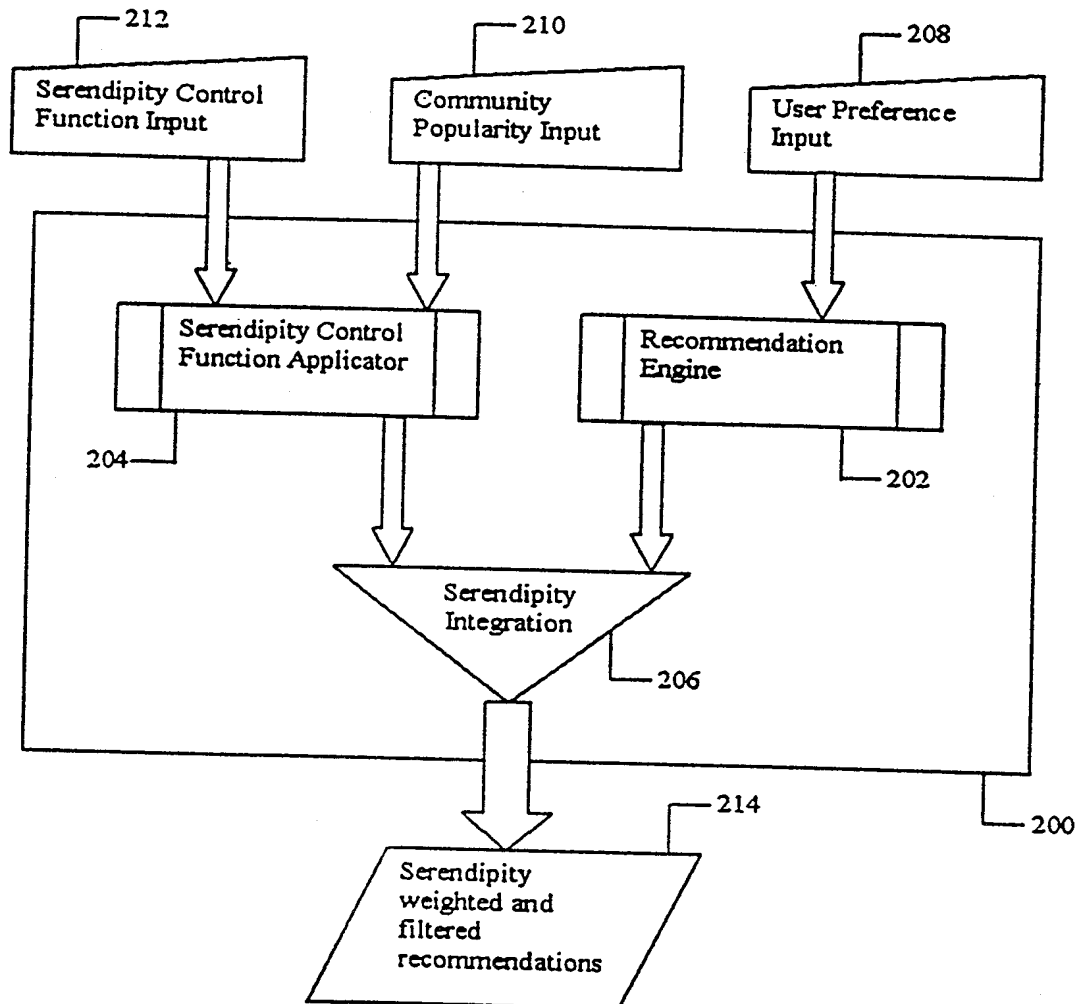 212
210
208
Serendipity Control
Function Input
Community
Popularity Input
User Preference
Input
Serendipity Control
Function Applicator
Recommendation
Engine
204
202
Serendipity
Integration
206
200
214
Serendipity
weighted and
filtered
recommendations